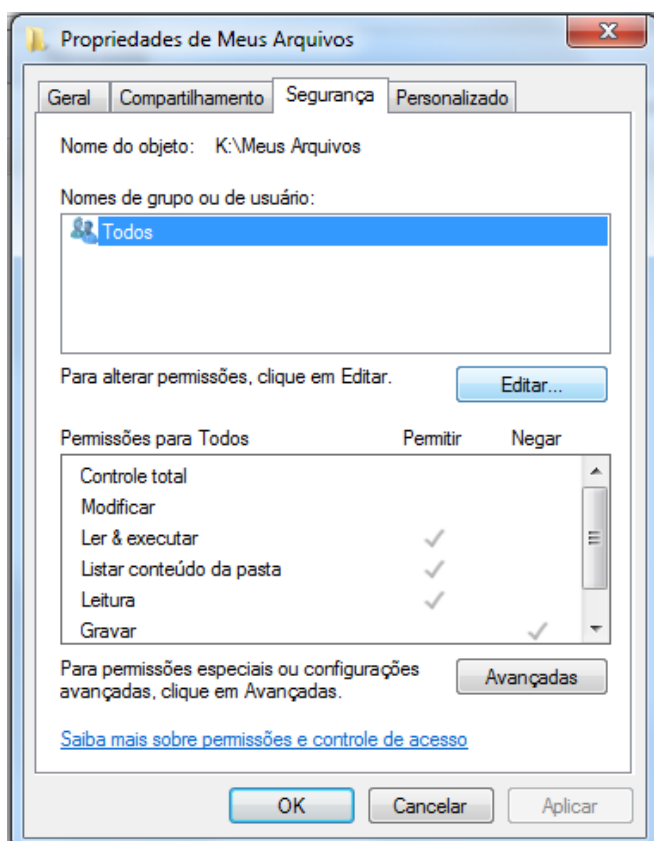 Propriedades de Meus Arquivos
Geral Compartilhamento Segurança Personalizado
Nome do objeto: K:\Meus Arquivos
Nomes de grupo ou de usuário:
Todos
Para alterar permissões, clique em Editar. Editar...
Permissões para Todos Permitir Negar
Controle total
Modificar
Ler & executar
Listar conteúdo da pasta
Leitura
Gravar
Para permissões especiais ou configurações
avançadas, clique em Avançadas. Avançadas
Saiba mais sobre permissões e controle de acesso
OK Cancelar Aplicar